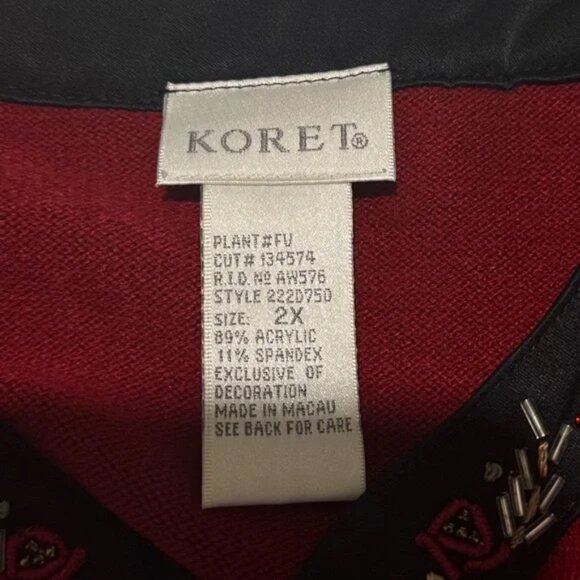 KORET®
PLANT#FU
CUT# 134574
R.I.D. Nº AW576
STYLE 222D750
SIZE: 2X
89% ACRYLIC
11% SPANDEX
EXCLUSIVE OF
DECORATION
MADE IN MACAU
SEE BACK FOR CARE